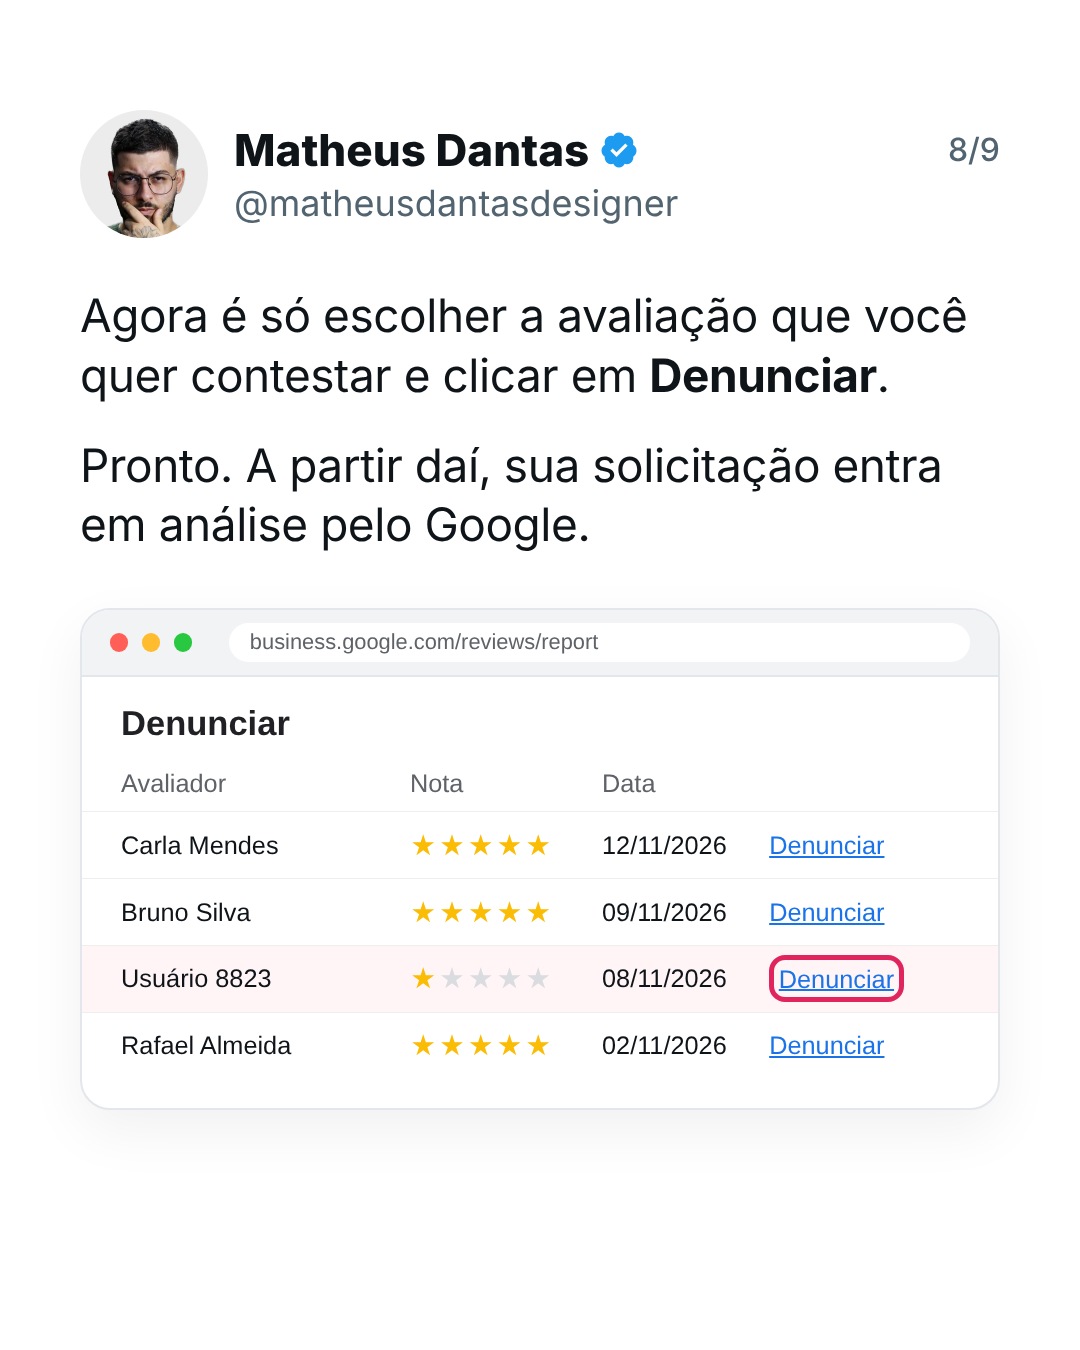 Matheus Dantas
8/9
@matheusdantasdesigner
Agora é só escolher a avaliação que você
quer contestar e clicar em Denunciar.
Pronto. A partir daí, sua solicitação entra
em análise pelo Google.
business.google.com/reviews/report
Denunciar
Avaliador Nota Data
Carla Mendes ★★★★★ 12/11/2026 Denunciar
Bruno Silva ★★★★★ 09/11/2026 Denunciar
Usuário 8823 ★★★★★ 08/11/2026 Denunciar
Rafael Almeida ★★★★★ 02/11/2026 Denunciar